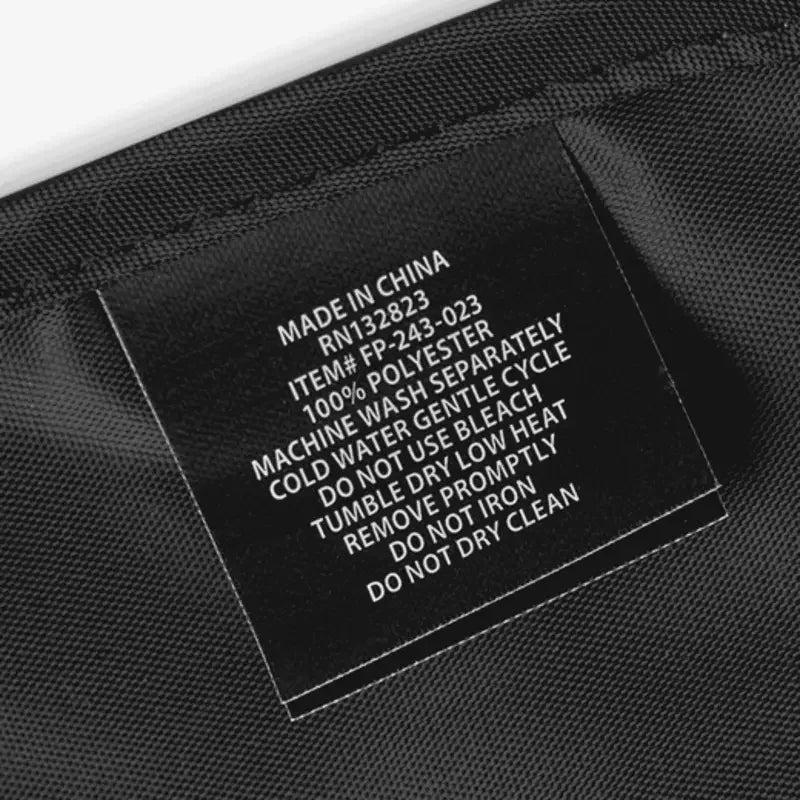 MADE IN CHINA
RN132823
ITEM# FP-243-023
100% POLYESTER
MACHINE WASH SEPARATELY
COLD WATER GENTLE CYCLE
DO NOT USE BLEACH
TUMBLE DRY LOW HEAT
REMOVE PROMPTLY
DO NOT IRON
DO NOT DRY CLEAN